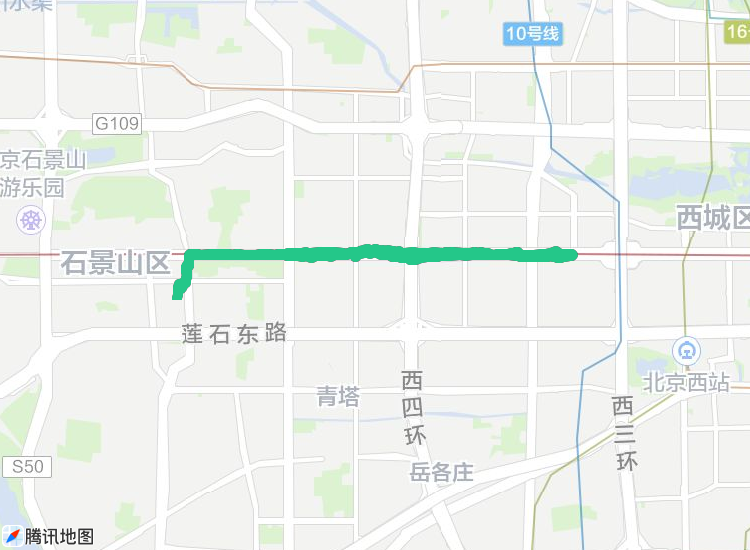 10号线
16
G109
京石景山
游乐园
西城区
石景山区
莲石东路
北京西站
青塔
西四环
西三环
岳各庄
S50
腾讯地图